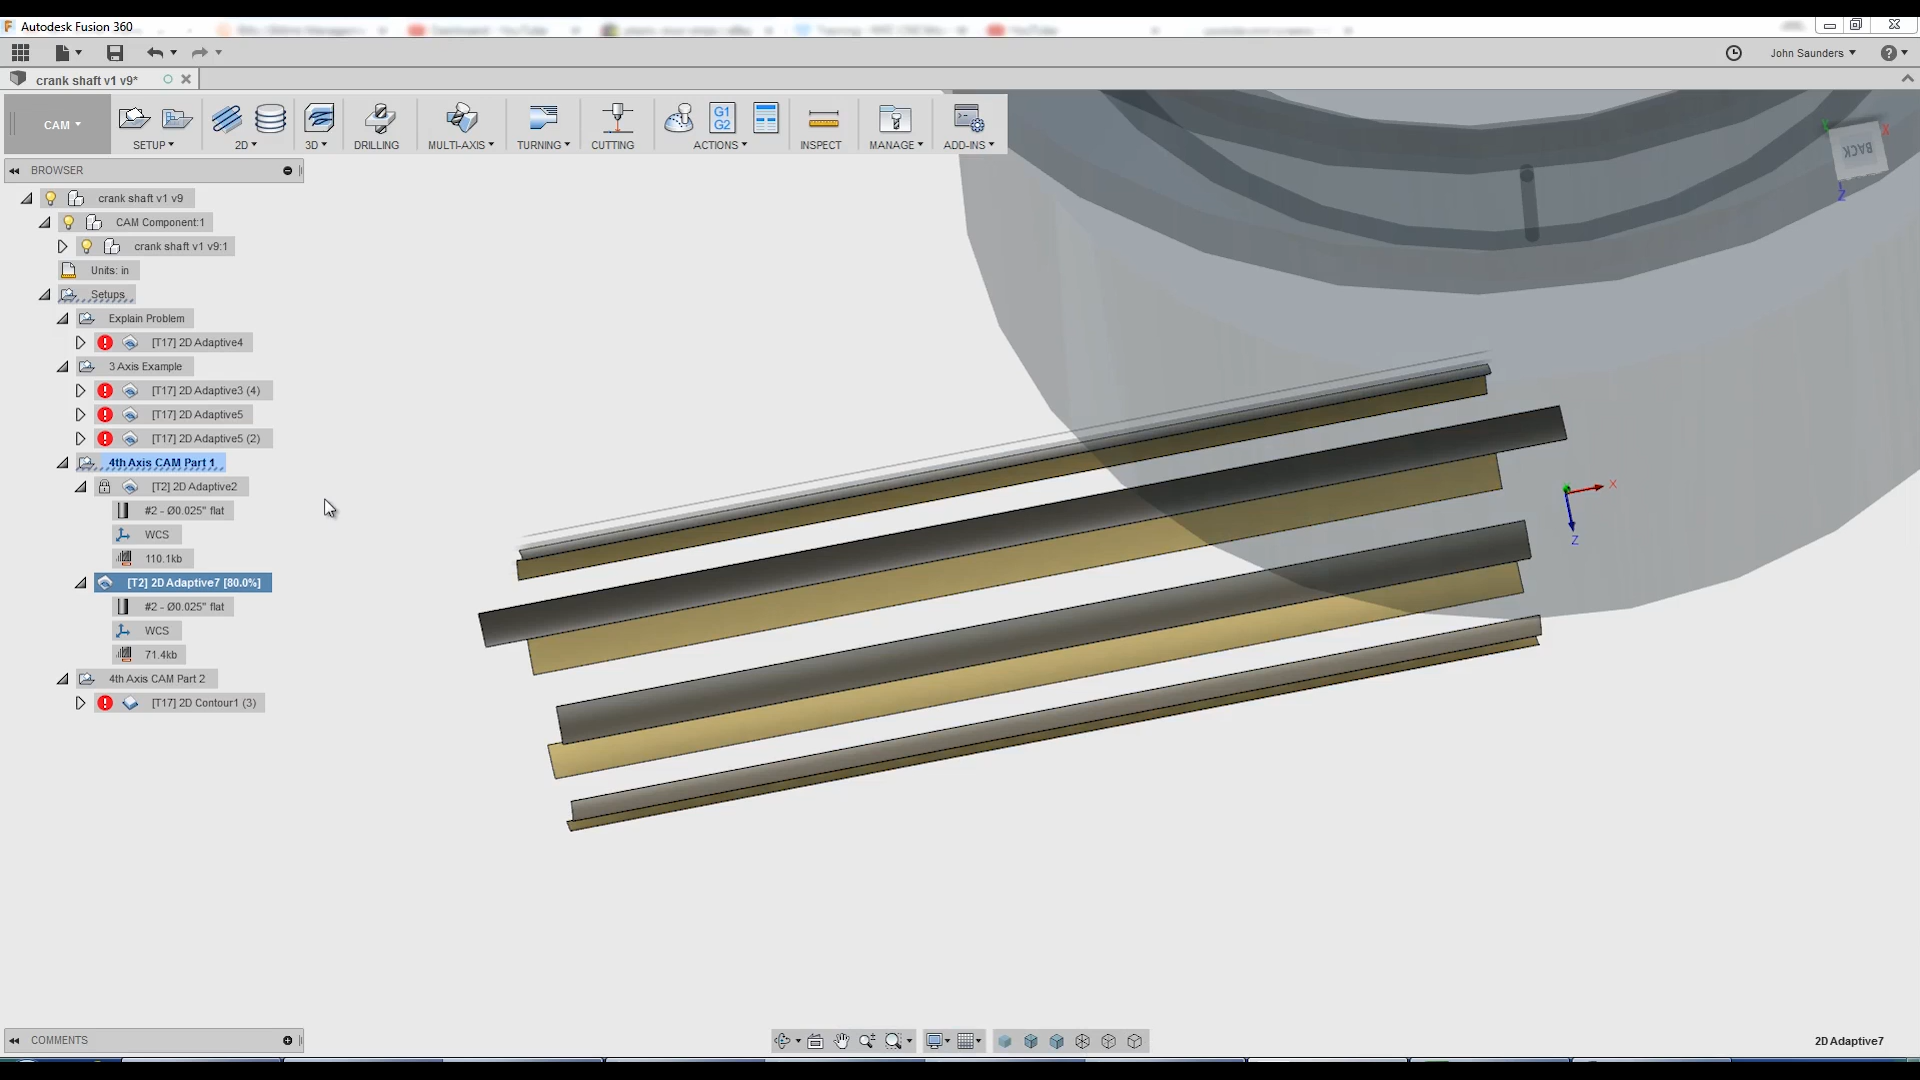 Autodesk Fusion 360
John Saunders
crank shaft v1 v9*
CAM
SETUP
2D
3D
DRILLING
MULTI-AXIS
TURNING
CUTTING
G1
G2
ACTIONS
INSPECT
MANAGE
ADD-INS
BACK
X
Z
BROWSER
crank shaft v1 v9
CAM Component:1
crank shaft v1 v9:1
Units: in
Setups
Explain Problem
[T17] 2D Adaptive4
3 Axis Example
[T17] 2D Adaptive3 (4)
[T17] 2D Adaptive5
[T17] 2D Adaptive5 (2)
4th Axis CAM Part 1
[T2] 2D Adaptive2
#2 - Ø0.025" flat
WCS
110.1kb
[T2] 2D Adaptive7 [80.0%]
#2 - Ø0.025" flat
WCS
71.4kb
4th Axis CAM Part 2
[T17] 2D Contour1 (3)
X
Z
COMMENTS
2D Adaptive7